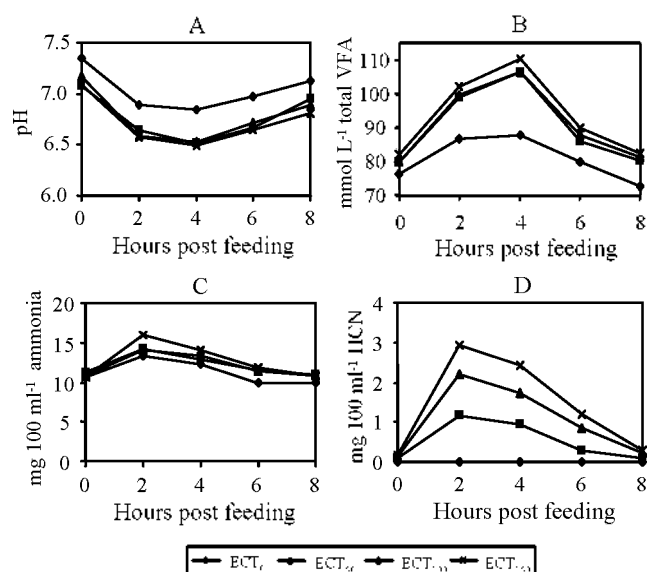 A
B
7.5
7.0
6.5
6.0
pH
0 2 4 6 8
Hours post feeding
110
100
90
80
70
mmol L⁻¹ total VFA
0 2 4 6 8
Hours post feeding
C
D
20
15
10
5
0
mg 100 ml⁻¹ ammonia
0 2 4 6 8
Hours post feeding
4
3
2
1
0
mg 100 ml⁻¹ HCN
0 2 4 6 8
Hours post feeding
ECT ECT ECT ECT